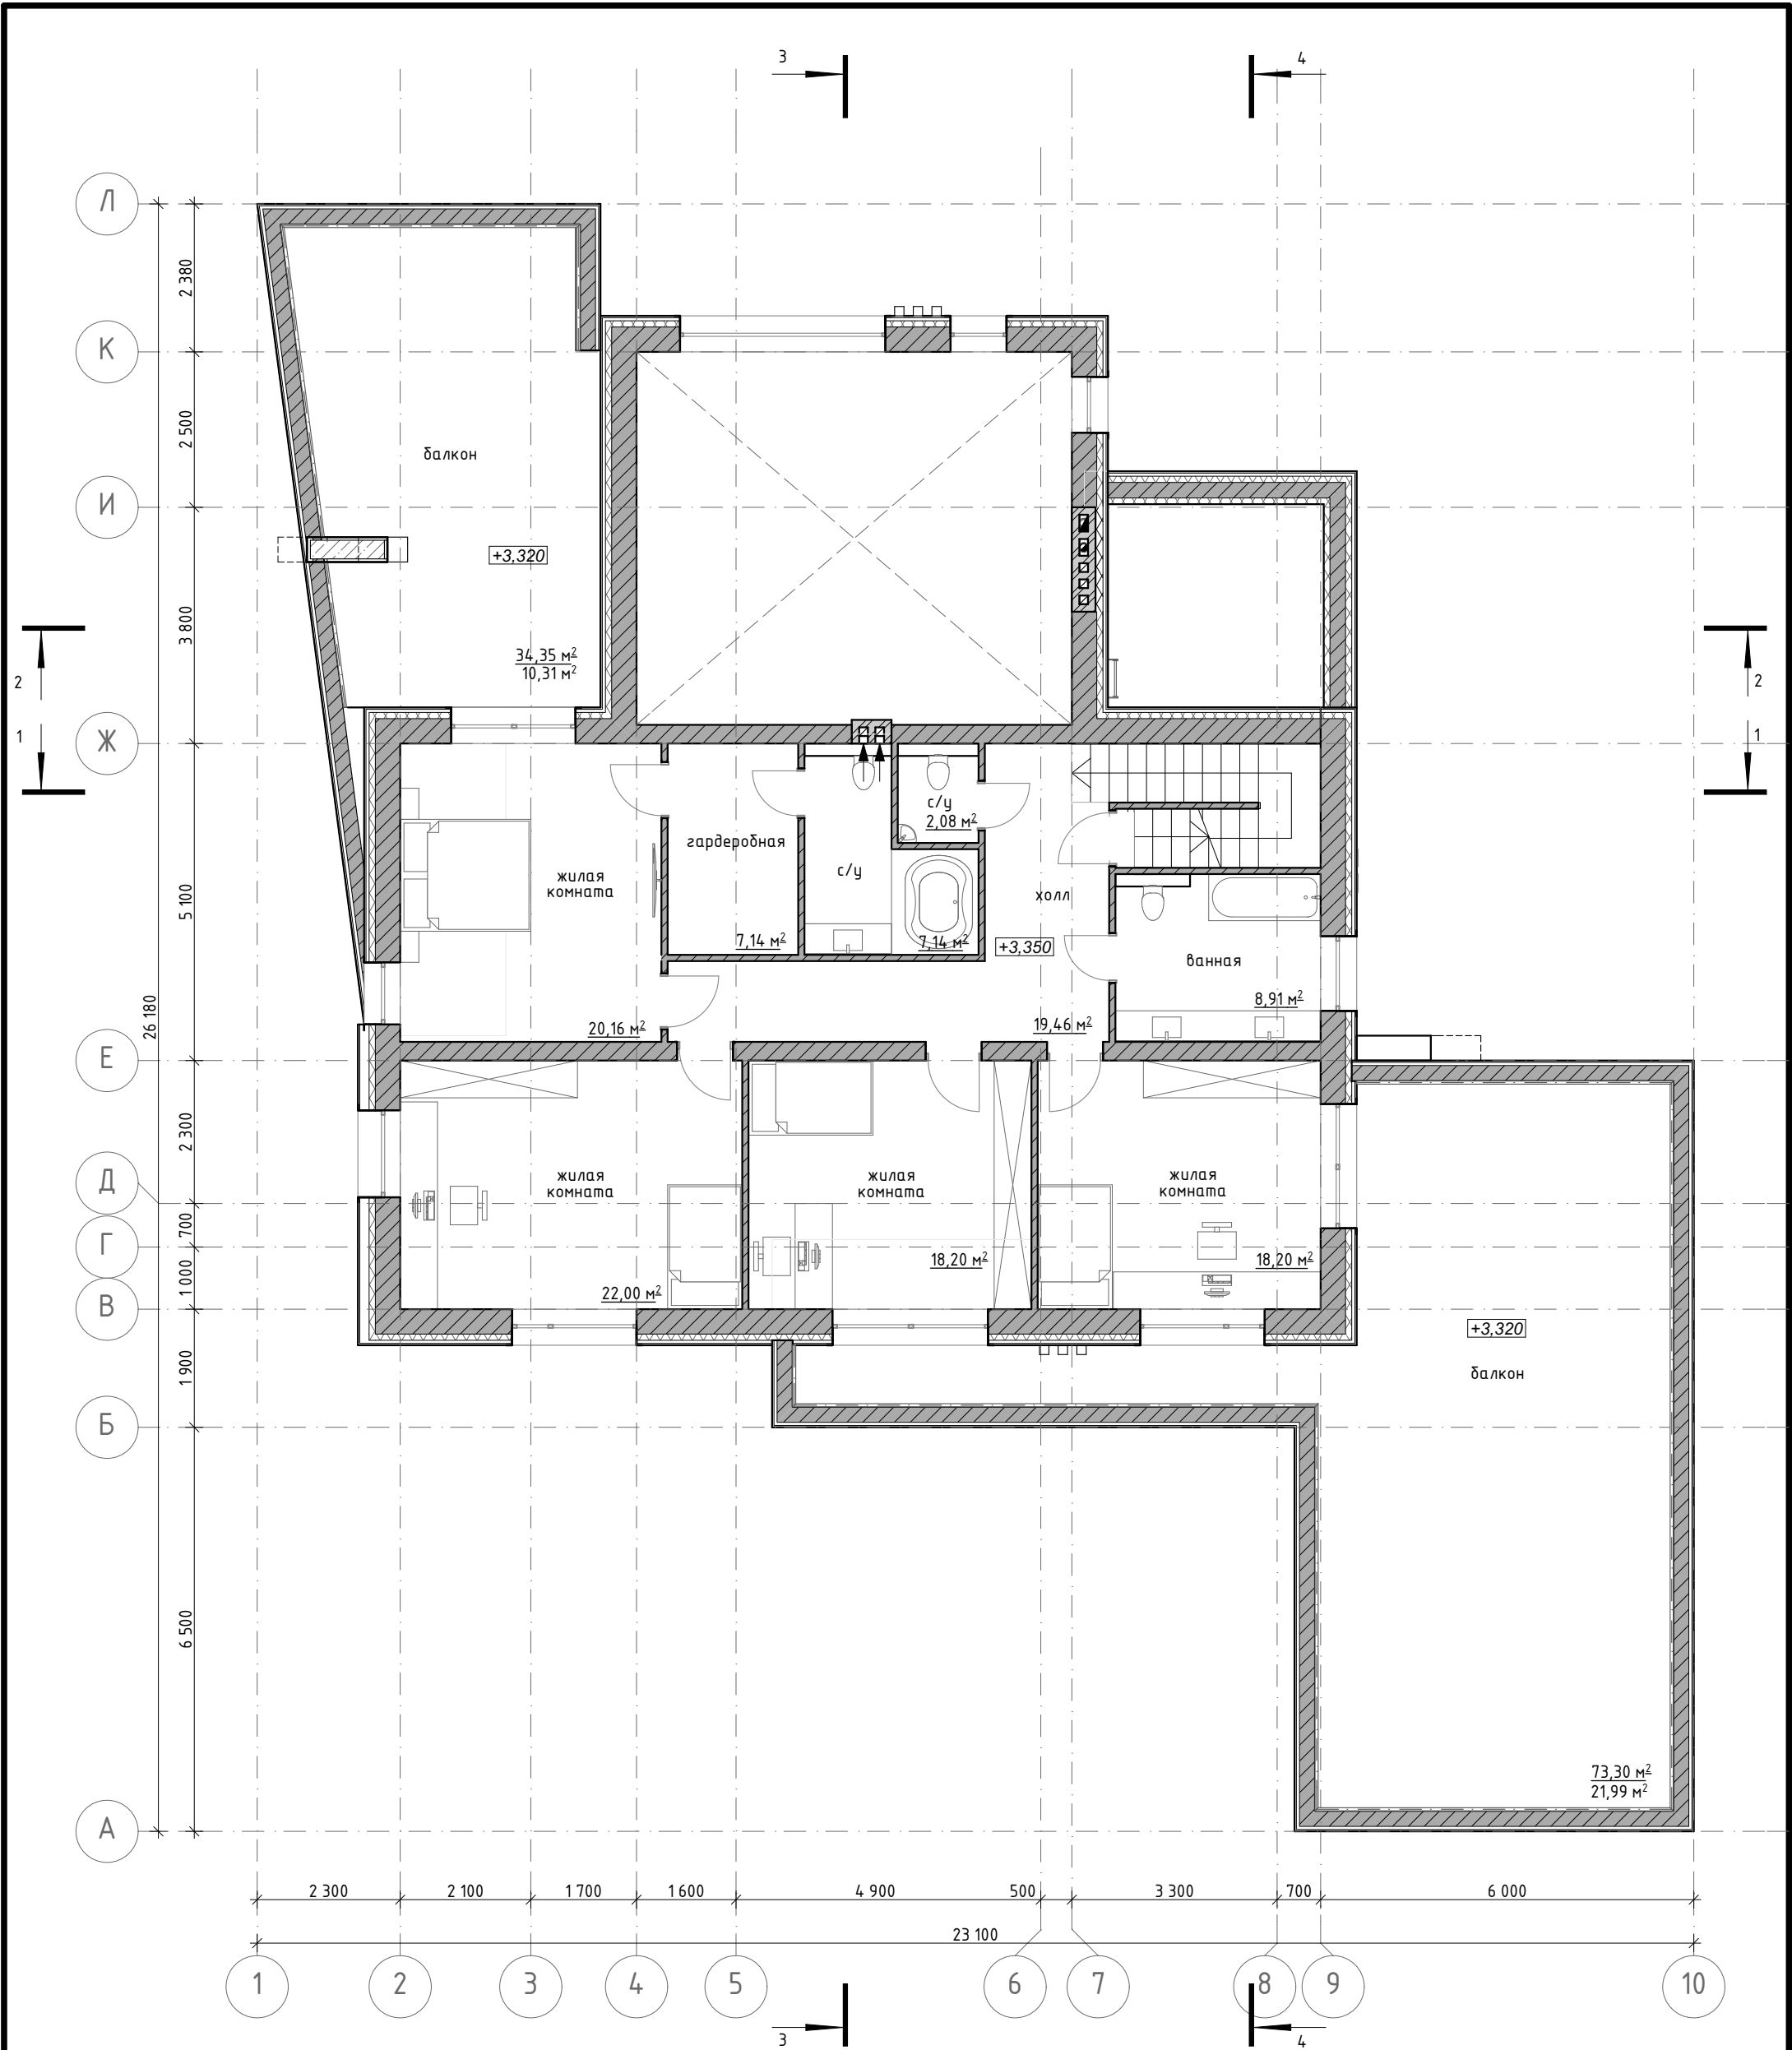 3
4
Л
2 380
К
2 500
балкон
И
+3,320
3 800
34,35 м²
10,31 м²
2
2
1
Ж
1
с/у
2,08 м²
гардеробная
с/у
жилая
комната
5 100
холл
7,14 м²
7,14 м²
+3,350
ванная
8,91 м²
26 180
20,16 м²
19,46 м²
Е
2 300
жилая
комната
жилая
комната
жилая
комната
Д
700
Г
18,20 м²
18,20 м²
1 000
22,00 м²
В
+3,320
1 900
балкон
Б
6 500
73,30 м²
21,99 м²
А
2 300
2 100
1 700
1 600
4 900
500
3 300
700
6 000
23 100
1
2
3
4
5
6
7
8
9
10
3
4